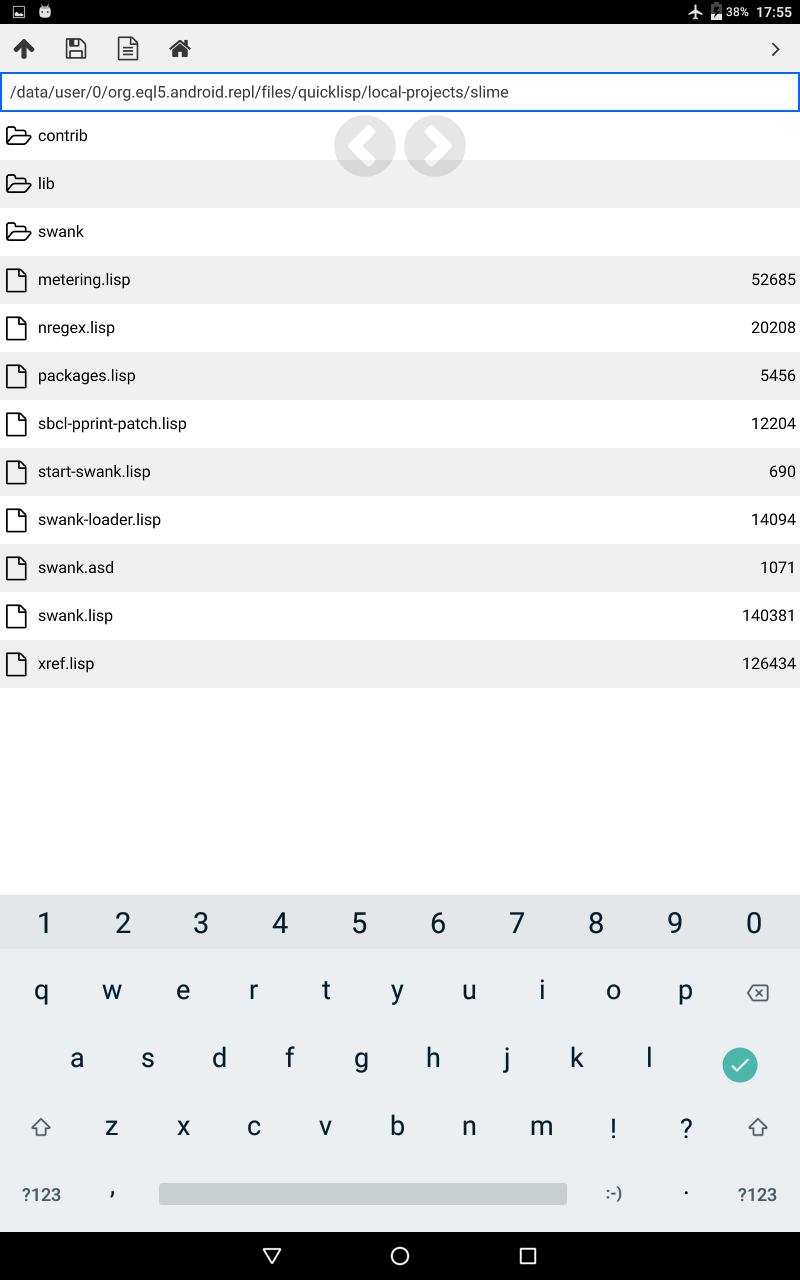 38% 17:55
/data/user/0/org.eql5.android.repl/files/quicklisp/local-projects/slime
contrib
lib
swank
metering.lisp 52685
nregex.lisp 20208
packages.lisp 5456
sbcl-pprint-patch.lisp 12204
start-swank.lisp 690
swank-loader.lisp 14094
swank.asd 1071
swank.lisp 140381
xref.lisp 126434
1 2 3 4 5 6 7 8 9 0
q w e r t y u i o p
a s d f g h j k l
z x c v b n m ! ?
?123 , :-) . ?123